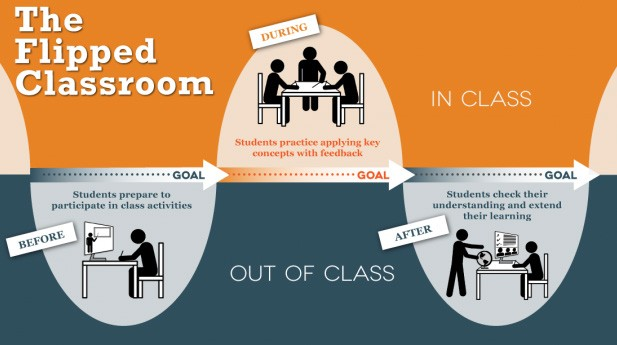 The
Flipped
Classroom
DURING
IN CLASS
Students practice applying key
concepts with feedback
GOAL
GOAL
GOAL
Students prepare to
participate in class activities
BEFORE
Students check their
understanding and extend
their learning
AFTER
OUT OF CLASS